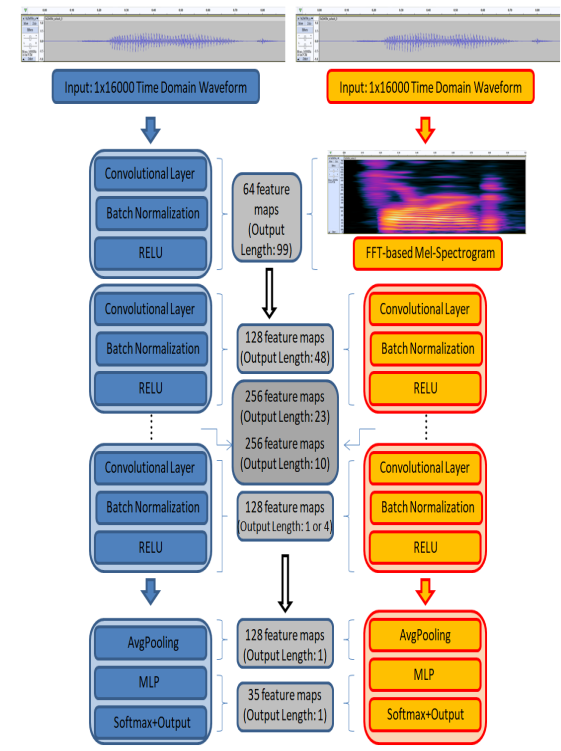 Input: 1x16000 Time Domain Waveform
Input: 1x16000 Time Domain Waveform
Convolutional Layer
Batch Normalization
RELU
64 feature
maps
(Output
Length: 99)
FFT-based Mel-Spectrogram
Convolutional Layer
Batch Normalization
RELU
128 feature maps
(Output Length: 48)
Convolutional Layer
Batch Normalization
RELU
256 feature maps
(Output Length: 23)
256 feature maps
(Output Length: 10)
Convolutional Layer
Batch Normalization
RELU
128 feature maps
(Output Length: 1 or 4)
Convolutional Layer
Batch Normalization
RELU
AvgPooling
MLP
Softmax+Output
128 feature maps
(Output Length: 1)
35 feature maps
(Output Length: 1)
AvgPooling
MLP
Softmax+Output